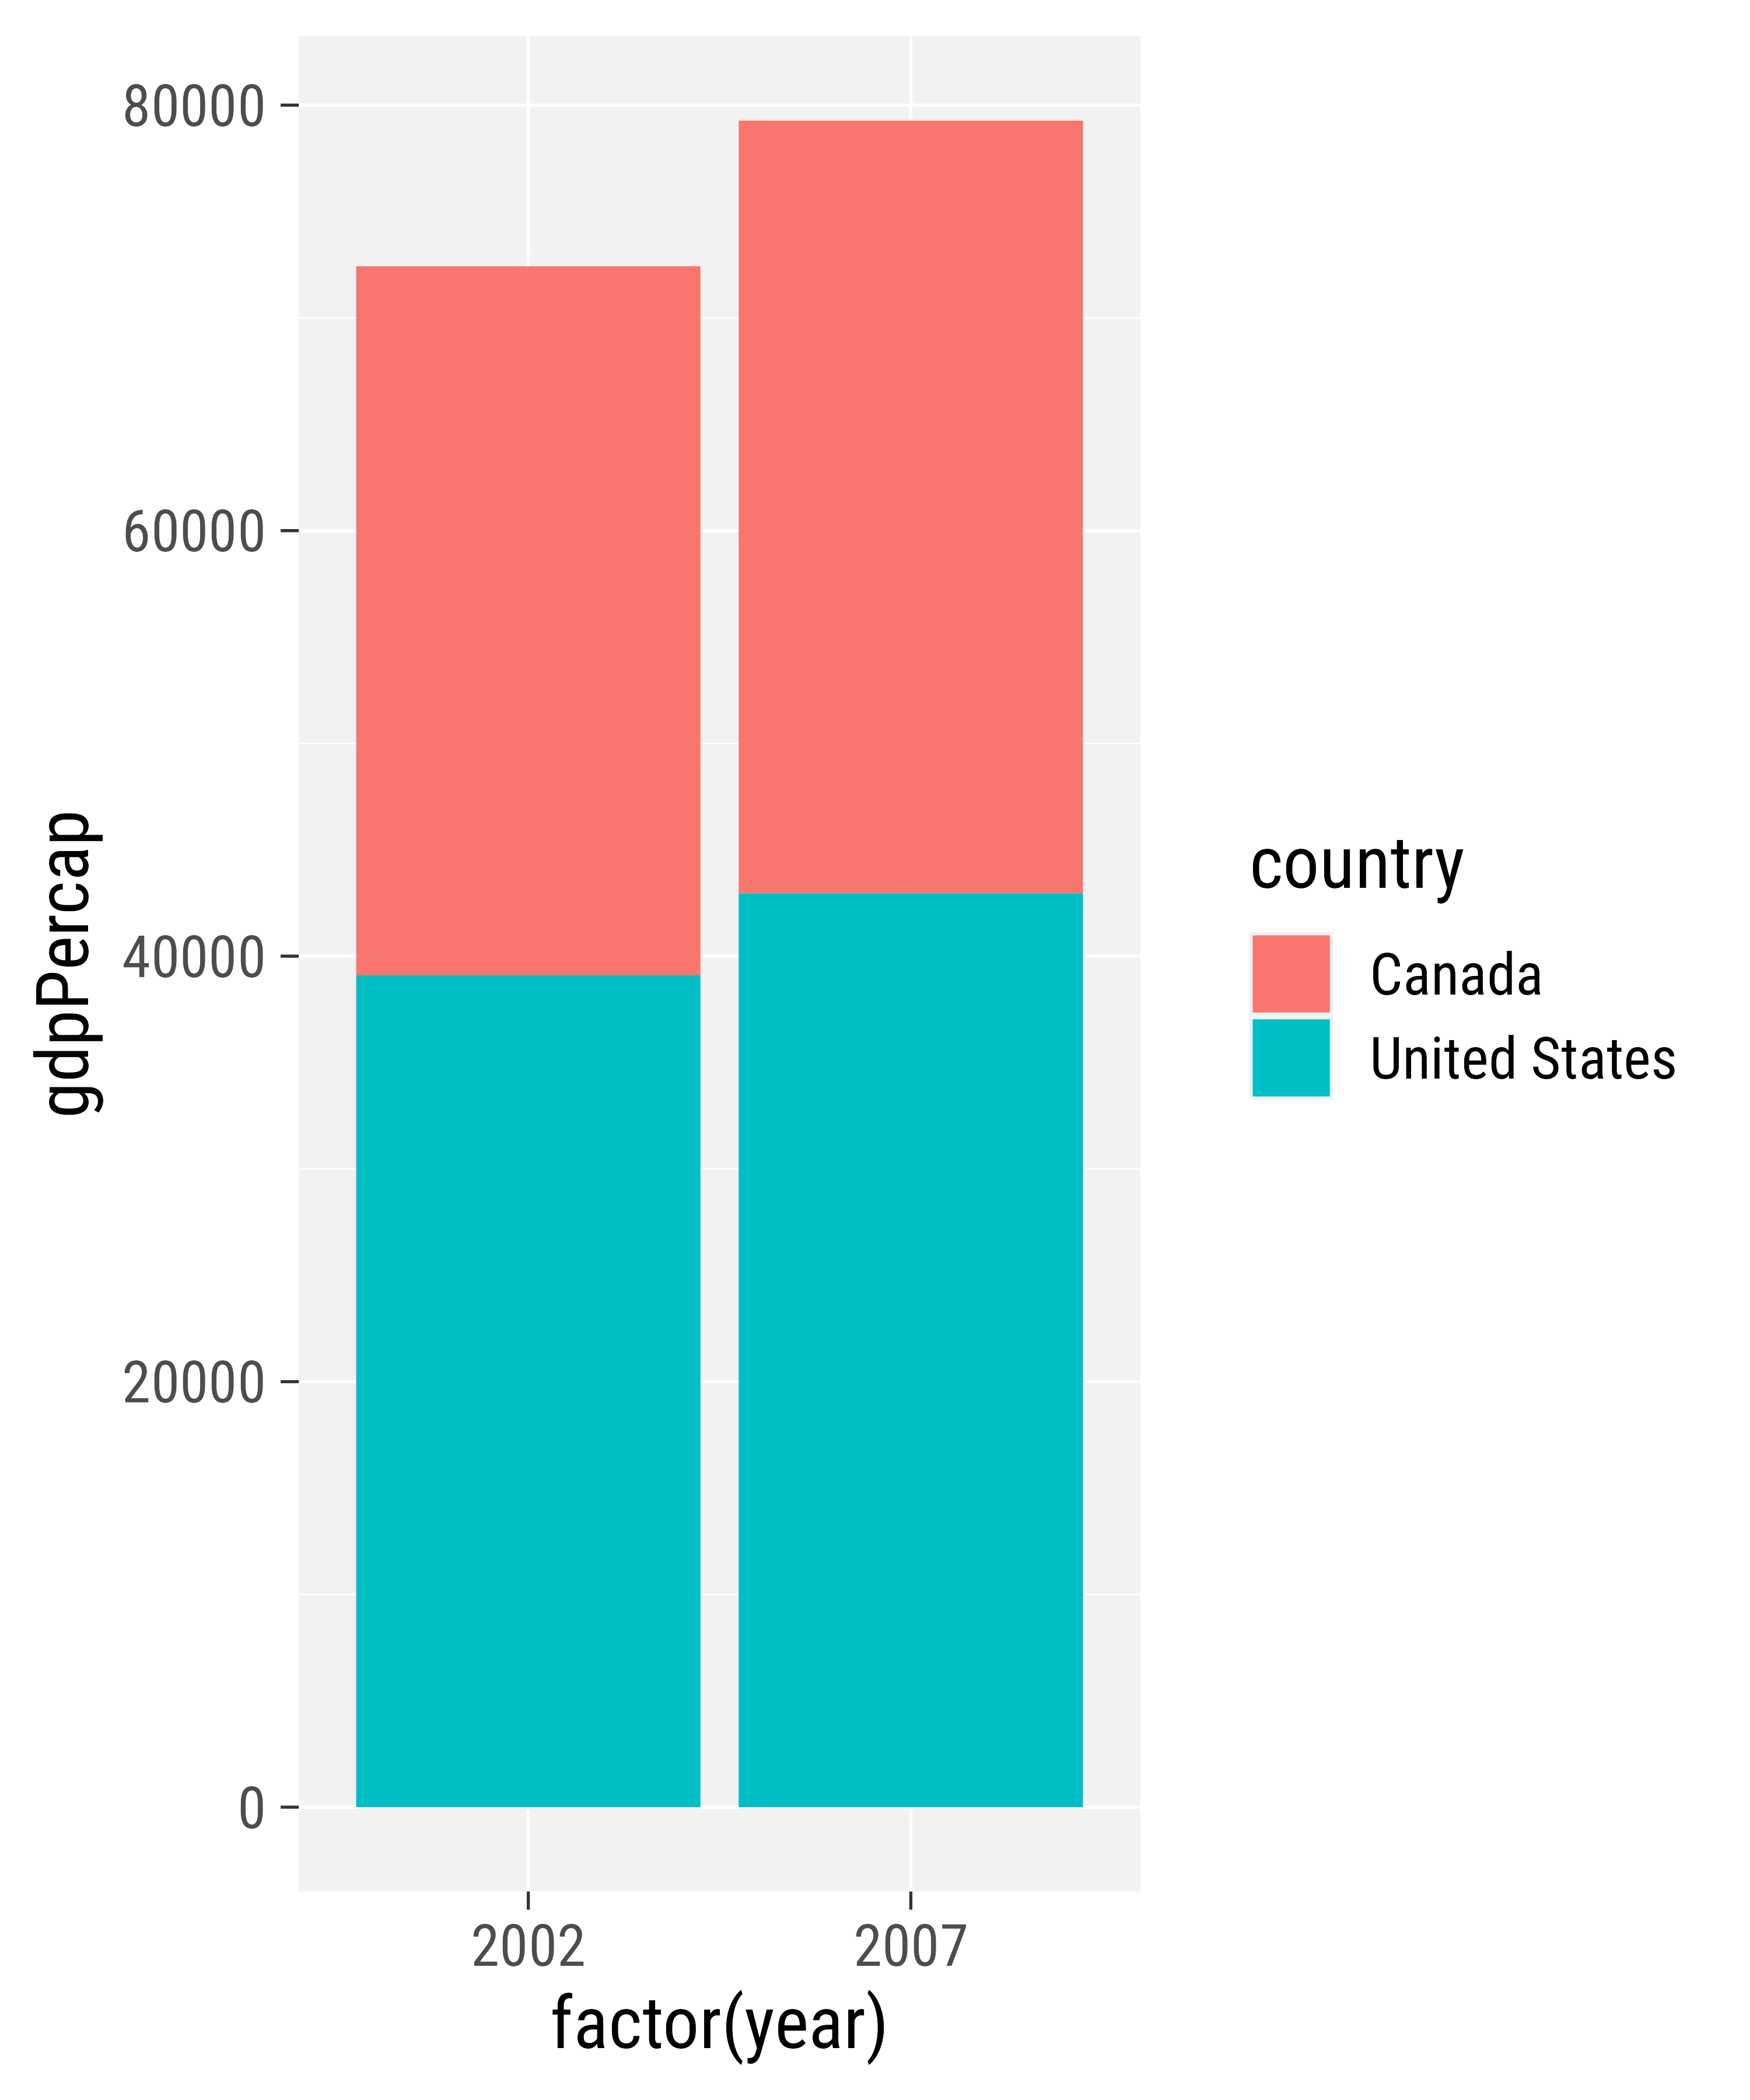 80000
60000
40000
20000
0
gdpPercap
2002
2007
factor(year)
country
Canada
United States